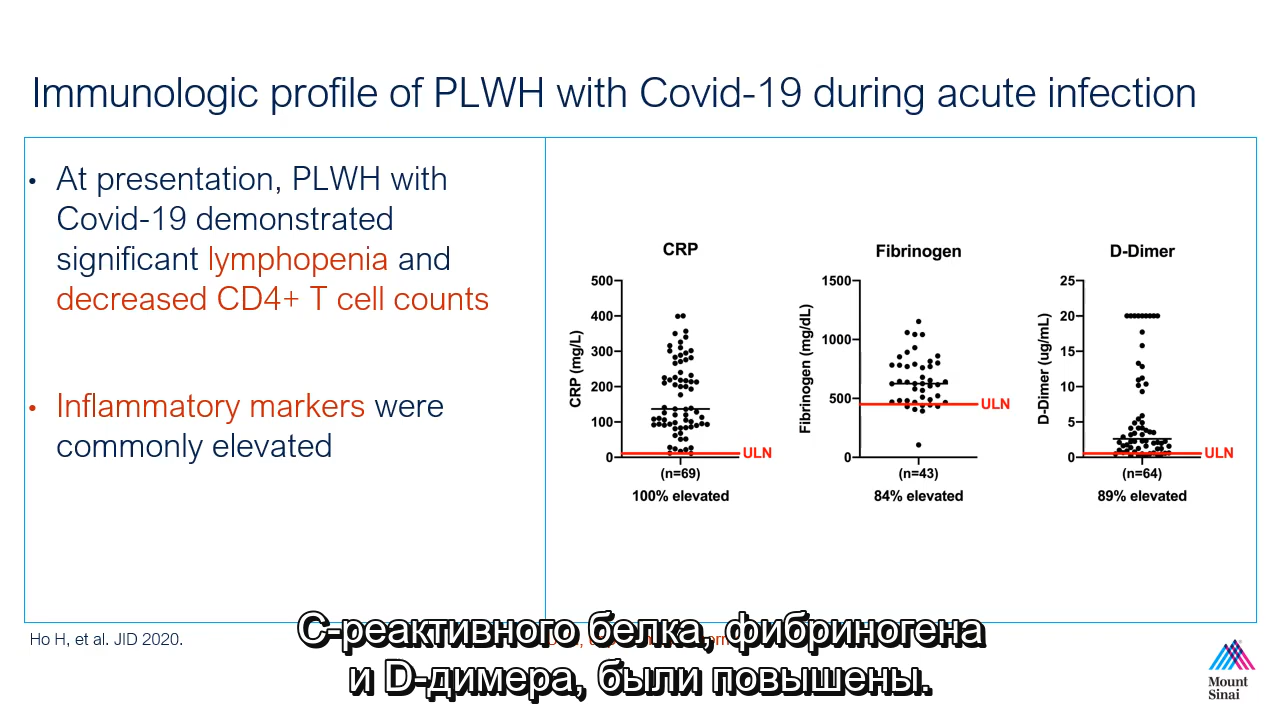 Immunologic profile of PLWH with Covid-19 during acute infection
• At presentation, PLWH with
Covid-19 demonstrated
significant lymphopenia and
decreased CD4+ T cell counts
• Inflammatory markers were
commonly elevated
CRP
CRP (mg/L)
500
400
300
200
100
0
ULN
(n=69)
100% elevated
Fibrinogen
Fibrinogen (mg/dL)
1500
1000
500
0
ULN
(n=43)
84% elevated
D-Dimer
D-Dimer (ug/mL)
25
20
15
10
5
0
ULN
(n=64)
89% elevated
Ho H, et al. JID 2020.
С-реактивного белка, фибриногена
и D-димера, были повышены.
Mount
Sinai